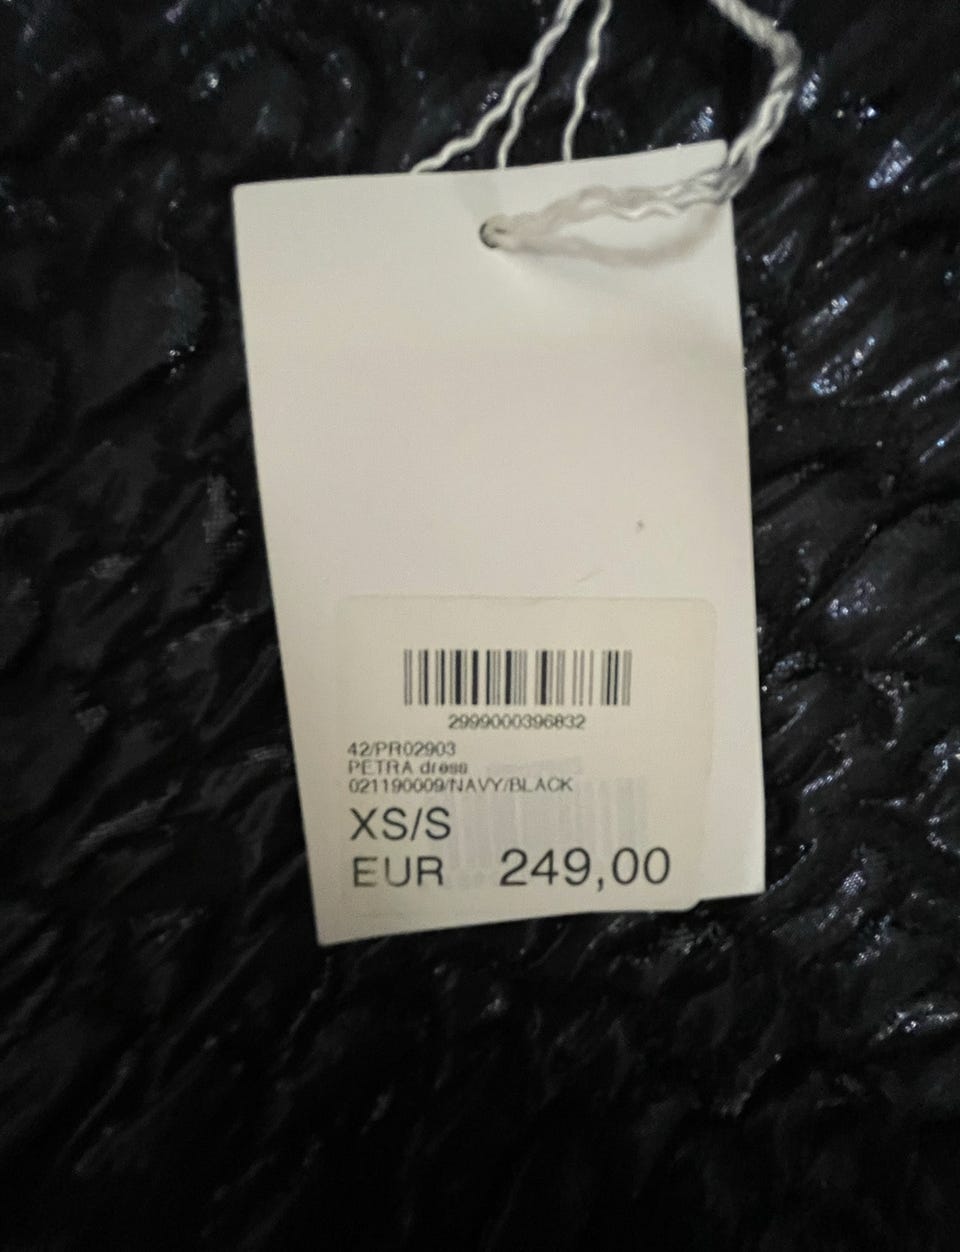 2999000396832
42/PR02903
PETRA dress
021190009/NAVY/BLACK
XS/S
EUR 249,00